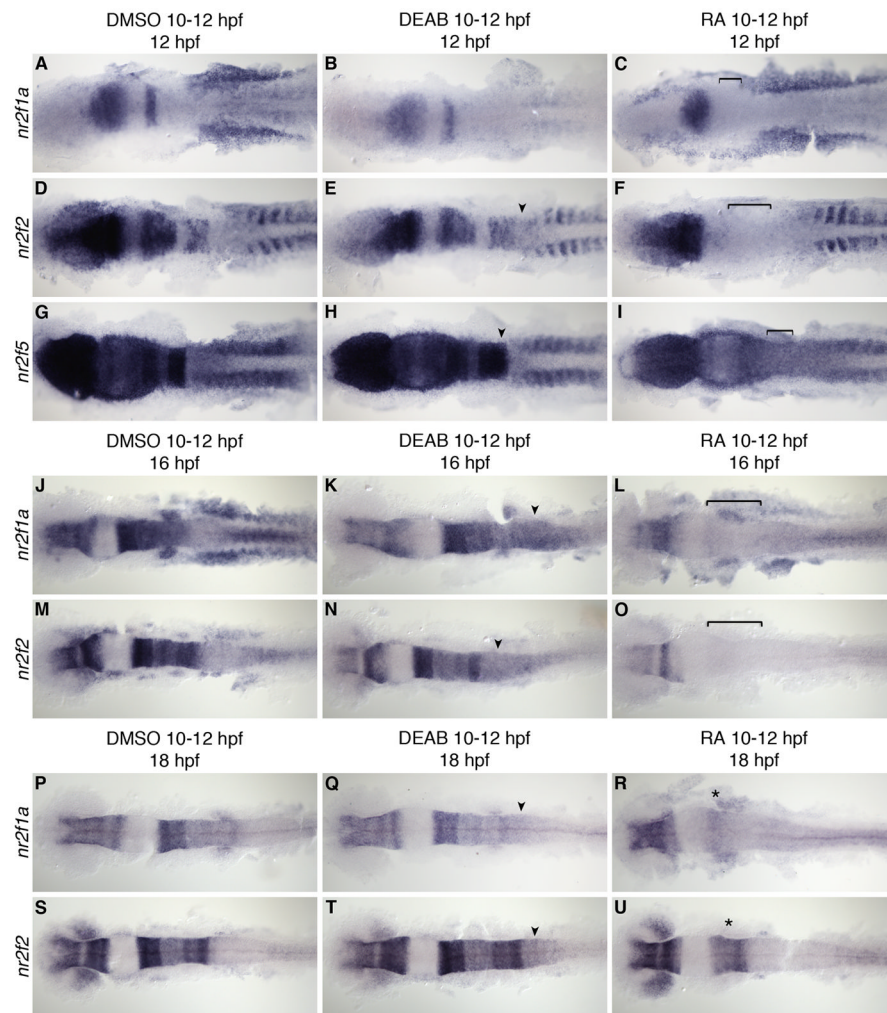 DMSO 10-12 hpf
12 hpf
DEAB 10-12 hpf
12 hpf
RA 10-12 hpf
12 hpf
nr2f1a
A
B
C
nr2f2
D
E
F
nr2f5
G
H
I
DMSO 10-12 hpf
16 hpf
DEAB 10-12 hpf
16 hpf
RA 10-12 hpf
16 hpf
nr2f1a
J
K
L
nr2f2
M
N
O
DMSO 10-12 hpf
18 hpf
DEAB 10-12 hpf
18 hpf
RA 10-12 hpf
18 hpf
nr2f1a
P
Q
R
*
nr2f2
S
T
U
*